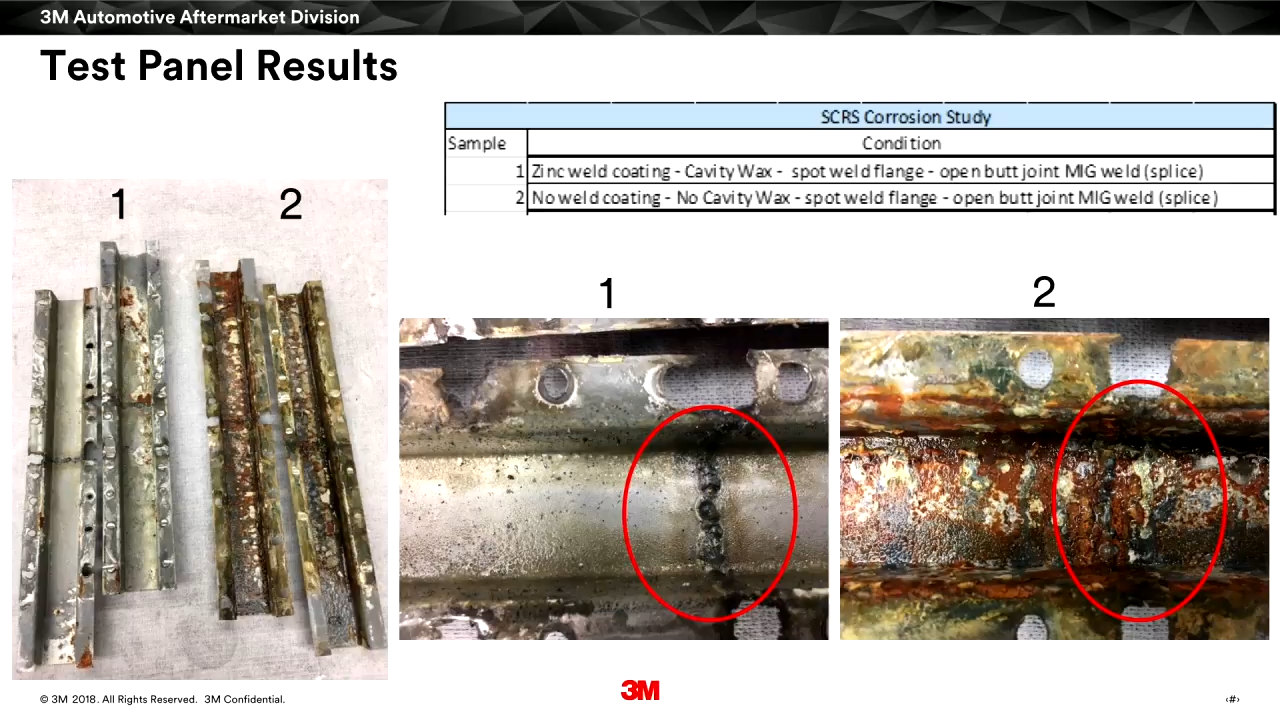 3M Automotive Aftermarket Division
Test Panel Results
SCRS Corrosion Study
Sample Condition
1 Zinc weld coating - Cavity Wax - spot weld flange - open butt joint MIG weld (splice)
2 No weld coating - No Cavity Wax - spot weld flange - open butt joint MIG weld (splice)
1 2
1 2
© 3M 2018. All Rights Reserved. 3M Confidential.
3M
‹#›